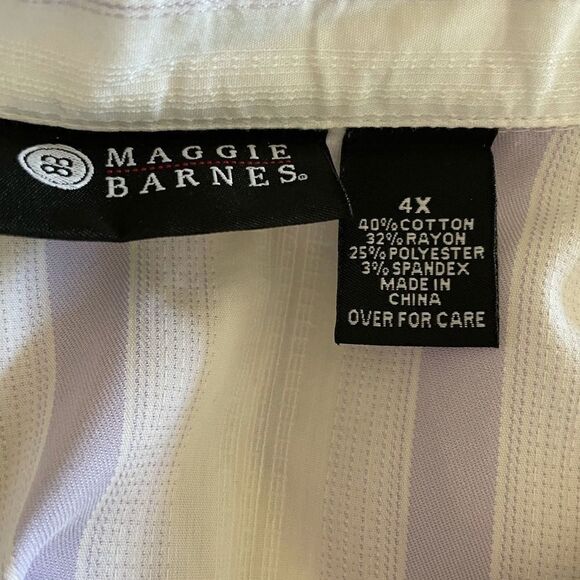 MAGGIE
BARNES®
4X
40% COTTON
32% RAYON
25% POLYESTER
3% SPANDEX
MADE IN
CHINA
OVER FOR CARE